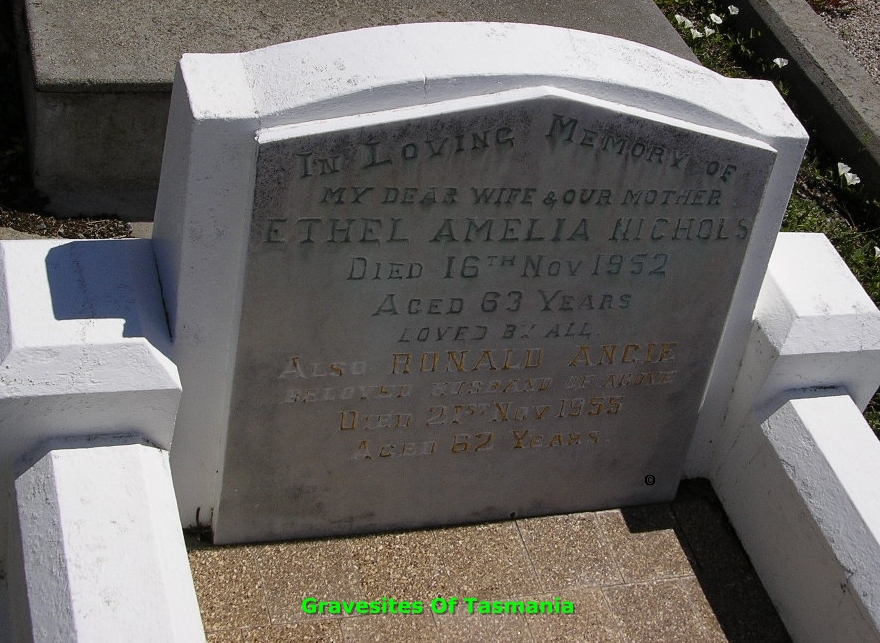 In Loving Memory of
my dear wife & our mother
Ethel Amelia Nichols
Died 16th Nov 1952
Aged 63 Years
Loved by all.
Also Ronald Angie
beloved husband of above
Died 21st Nov 1955
Aged 62 Years.
©
Gravesites Of Tasmania